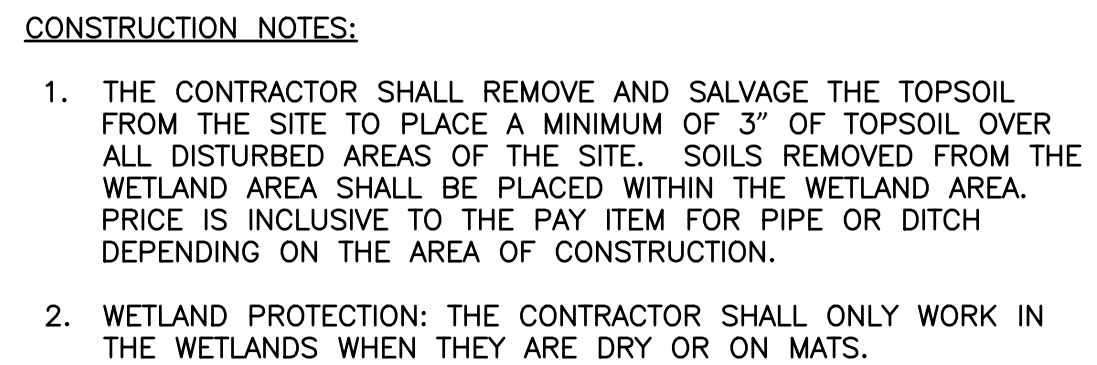 CONSTRUCTION NOTES:
1. THE CONTRACTOR SHALL REMOVE AND SALVAGE THE TOPSOIL
FROM THE SITE TO PLACE A MINIMUM OF 3" OF TOPSOIL OVER
ALL DISTURBED AREAS OF THE SITE. SOILS REMOVED FROM THE
WETLAND AREA SHALL BE PLACED WITHIN THE WETLAND AREA.
PRICE IS INCLUSIVE TO THE PAY ITEM FOR PIPE OR DITCH
DEPENDING ON THE AREA OF CONSTRUCTION.
2. WETLAND PROTECTION: THE CONTRACTOR SHALL ONLY WORK IN
THE WETLANDS WHEN THEY ARE DRY OR ON MATS.